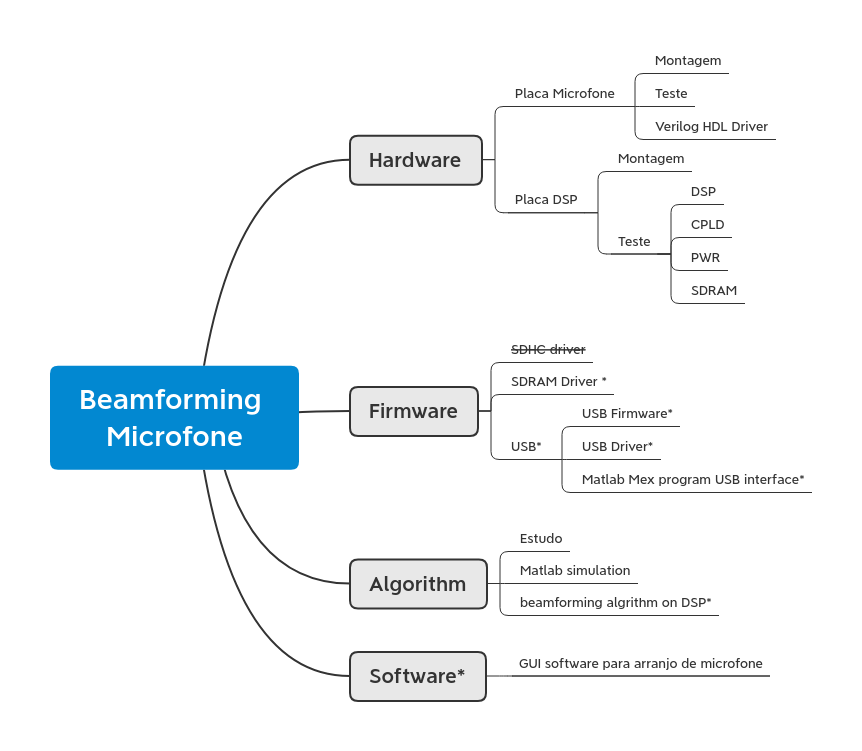 Beamforming
Microfone
Hardware
Placa Microfone
Montagem
Teste
Verilog HDL Driver
Placa DSP
Montagem
Teste
DSP
CPLD
PWR
SDRAM
Firmware
SDHC driver
SDRAM Driver *
USB*
USB Firmware*
USB Driver*
Matlab Mex program USB interface*
Algorithm
Estudo
Matlab simulation
beamforming algrithm on DSP*
Software*
GUI software para arranjo de microfone